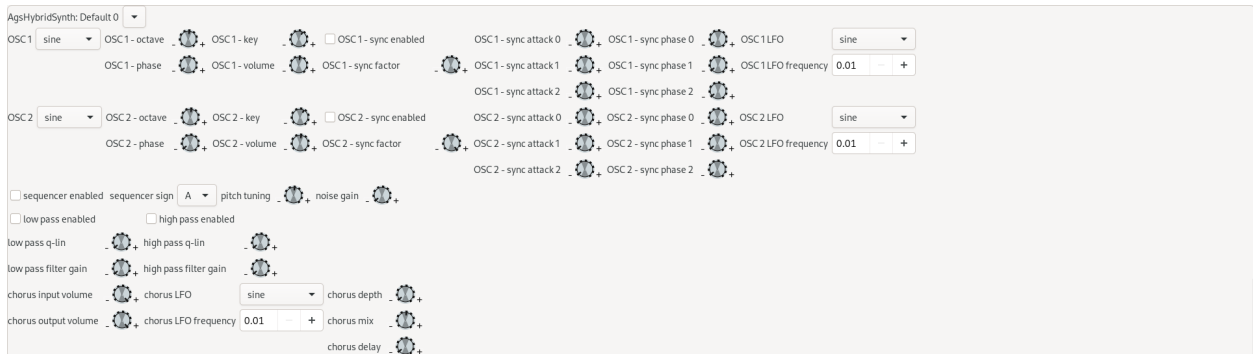 AgsHybridSynth: Default 0
OSC 1 sine OSC 1 - octave - + OSC 1 - key - + OSC 1 - sync enabled OSC 1 - sync attack 0 - + OSC 1 - sync phase 0 - + OSC 1 LFO sine
OSC 1 - phase - + OSC 1 - volume - + OSC 1 - sync factor - + OSC 1 - sync attack 1 - + OSC 1 - sync phase 1 - + OSC 1 LFO frequency 0.01 - +
OSC 1 - sync attack 2 - + OSC 1 - sync phase 2 - +
OSC 2 sine OSC 2 - octave - + OSC 2 - key - + OSC 2 - sync enabled OSC 2 - sync attack 0 - + OSC 2 - sync phase 0 - + OSC 2 LFO sine
OSC 2 - phase - + OSC 2 - volume - + OSC 2 - sync factor - + OSC 2 - sync attack 1 - + OSC 2 - sync phase 1 - + OSC 2 LFO frequency 0.01 - +
OSC 2 - sync attack 2 - + OSC 2 - sync phase 2 - +
sequencer enabled sequencer sign A pitch tuning - + noise gain - +
low pass enabled high pass enabled
low pass q-lin - + high pass q-lin - +
low pass filter gain - + high pass filter gain - +
chorus input volume - + chorus LFO sine chorus depth - +
chorus output volume - + chorus LFO frequency 0.01 - + chorus mix - +
chorus delay - +